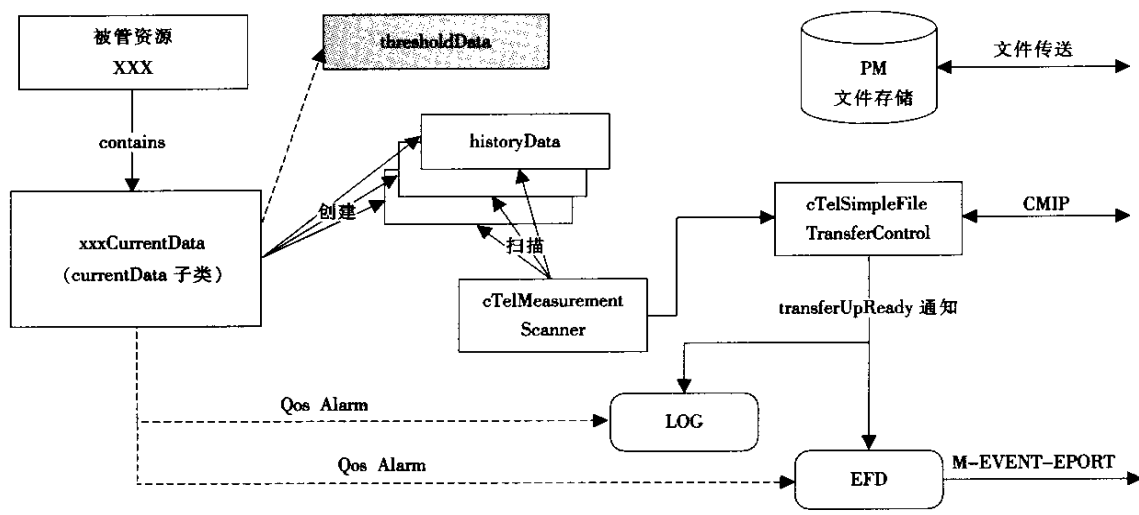 被管资源
XXX
thresholdData
PM
文件存储
文件传送
contains
historyData
创建
xxxCurrentData
(currentData 子类)
扫描
cTelSimpleFile
TransferControl
CMIP
cTelMeasurement
Scanner
transferUpReady 通知
Qos Alarm
LOG
Qos Alarm
EFD
M-EVENT-EPORT